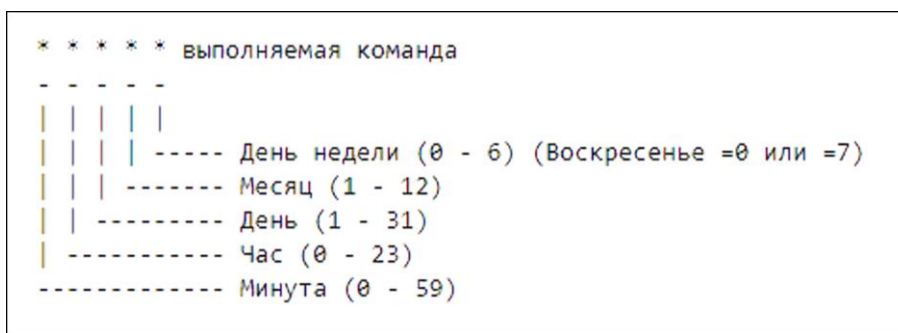 * * * * * выполняемая команда
- - - - -
| | | | |
| | | | ----- День недели (0 - 6) (Воскресенье =0 или =7)
| | | ------- Месяц (1 - 12)
| | --------- День (1 - 31)
| ----------- Час (0 - 23)
------------- Минута (0 - 59)